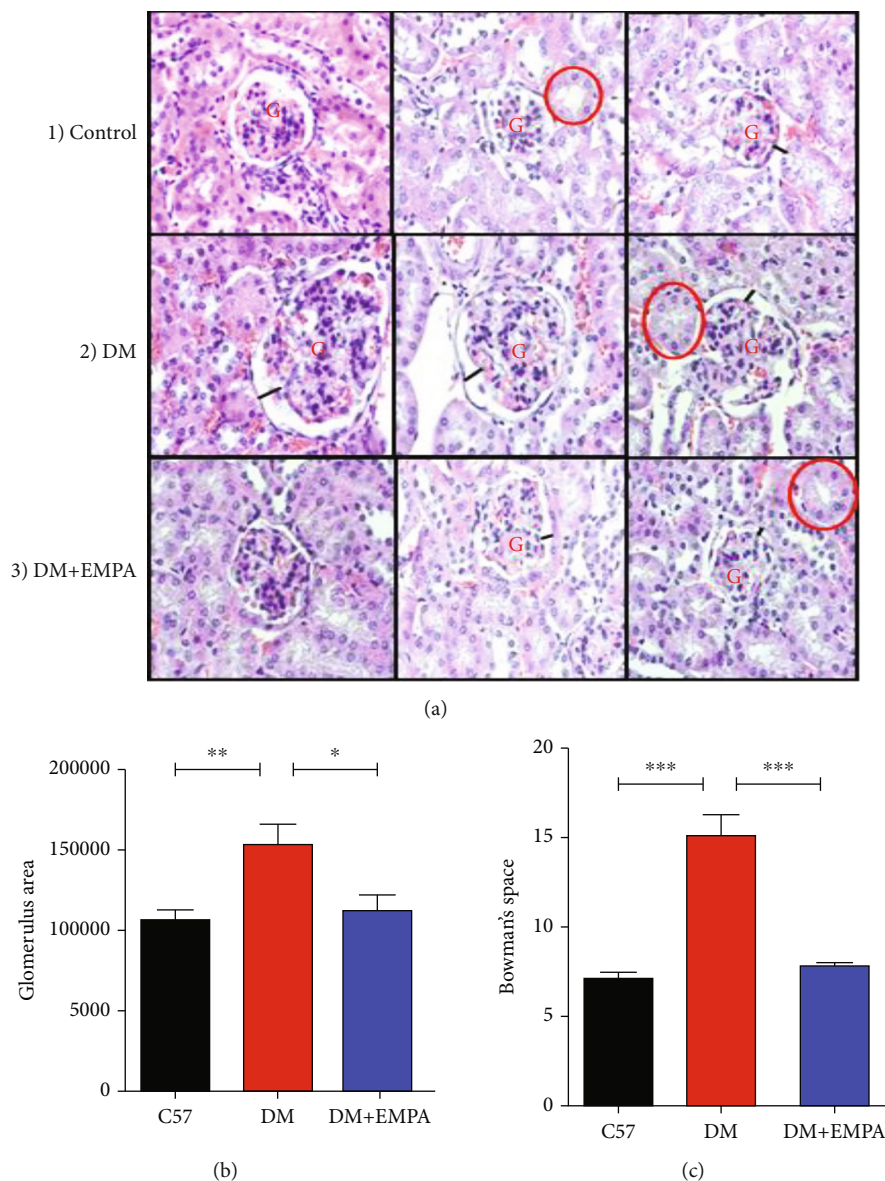 1) Control
G
G
G
2) DM
G
G
G
3) DM+EMPA
G
G
(a)
200000
150000
100000
5000
0
Glomerulus area
**
*
C57
DM
DM+EMPA
(b)
20
15
10
5
0
Bowman's space
***
***
C57
DM
DM+EMPA
(c)